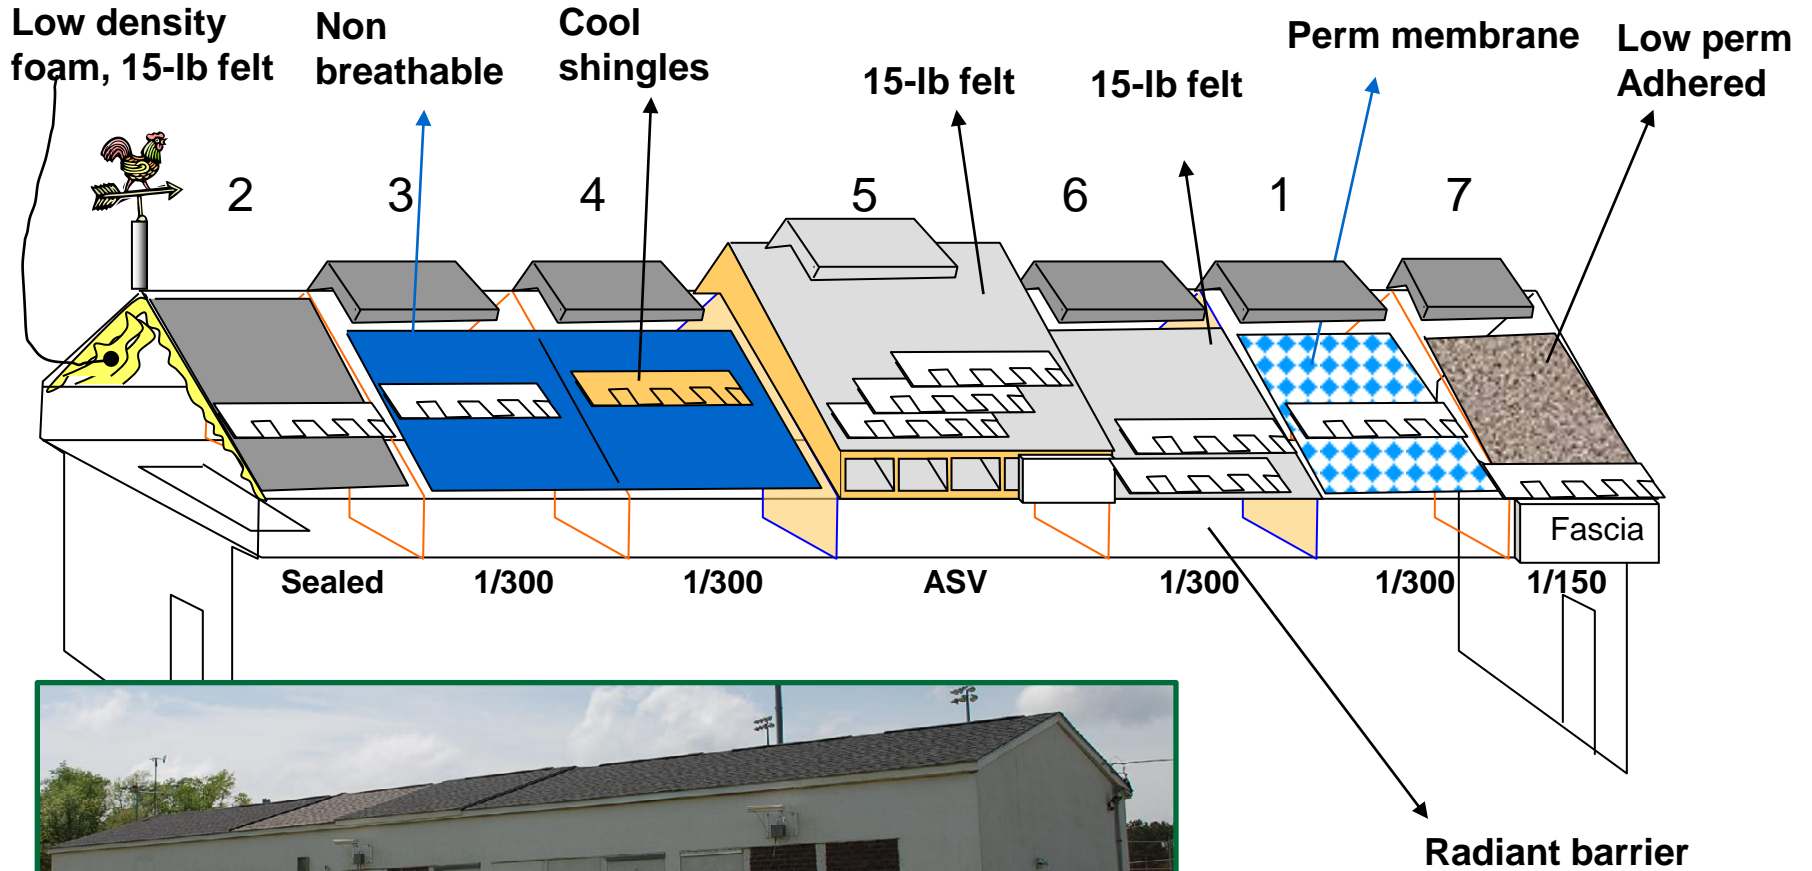 Low density
foam, 15-lb felt
Non
breathable
Cool
shingles
15-lb felt
15-lb felt
Perm membrane
Low perm
Adhered
2
3
4
5
6
1
7
Fascia
Sealed
1/300
1/300
ASV
1/300
1/300
1/150
Radiant barrier